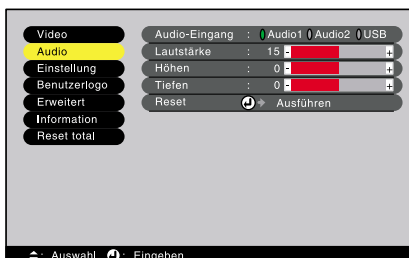 Video
Audio
Einstellung
Benutzerlogo
Erweitert
Information
Reset total
Audio-Eingang : Audio1 Audio2 USB
Lautstärke : 15 - +
Höhen : 0 - +
Tiefen : 0 - +
Reset Ausführen
: Auswahl : Eingeben